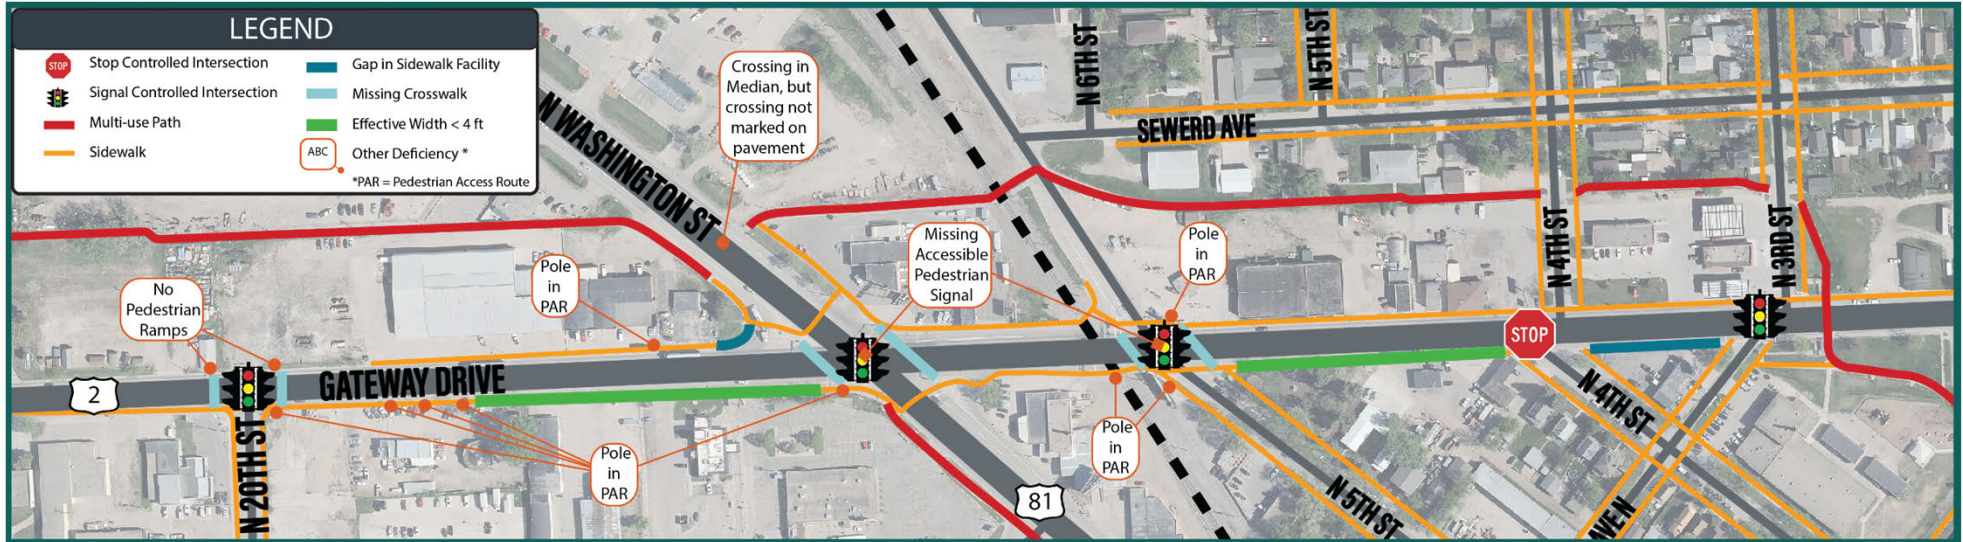 LEGEND
STOP
Stop Controlled Intersection
Signal Controlled Intersection
Multi-use Path
Sidewalk
Gap in Sidewalk Facility
Missing Crosswalk
Effective Width < 4 ft
ABC
Other Deficiency *
*PAR = Pedestrian Access Route
Crossing in
Median, but
crossing not
marked on
pavement
N WASHINGTON ST
N 6TH ST
N 5TH ST
SEWERD AVE
N 4TH ST
N 3RD ST
No
Pedestrian
Ramps
Pole
in
PAR
Missing
Accessible
Pedestrian
Signal
Pole
in
PAR
2
GATEWAY DRIVE
N 20TH ST
Pole
in
PAR
81
Pole
in
PAR
STOP
N 5TH ST
N 4TH ST